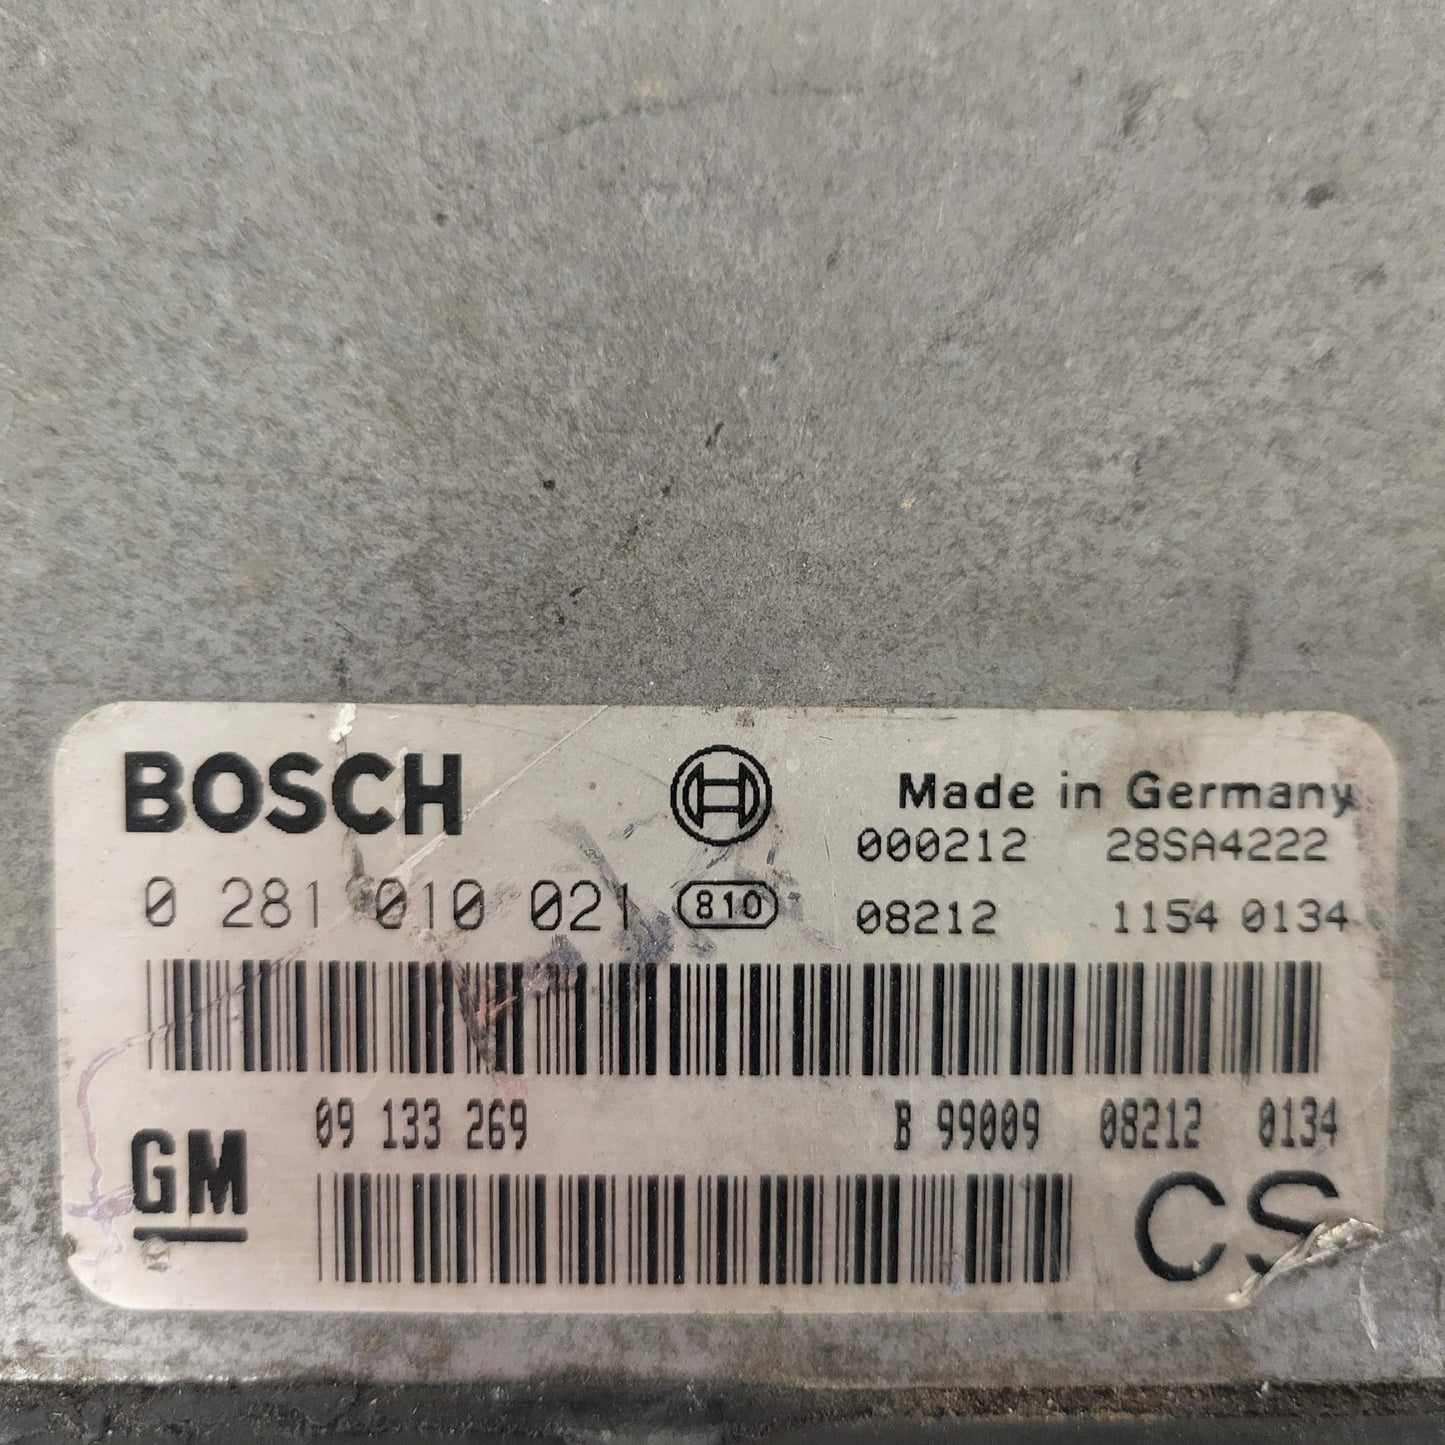 BOSCH
Made in Germany
000212 28SA4222
0 281 010 021 810 08212 1154 0134
09 133 269 B 99009 08212 0134
GM
CS